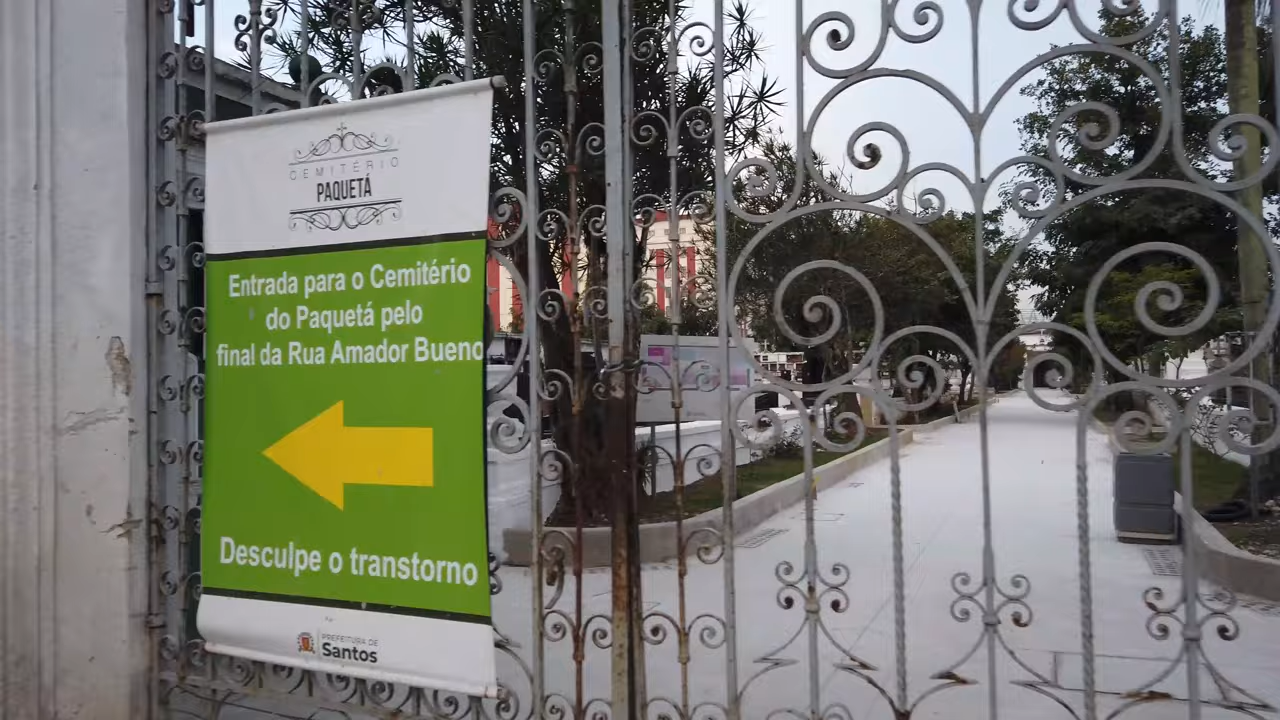 CEMITÉRIO
PAQUETÁ
Entrada para o Cemitério
do Paquetá pelo
final da Rua Amador Bueno
Desculpe o transtorno
PREFEITURA DE
Santos